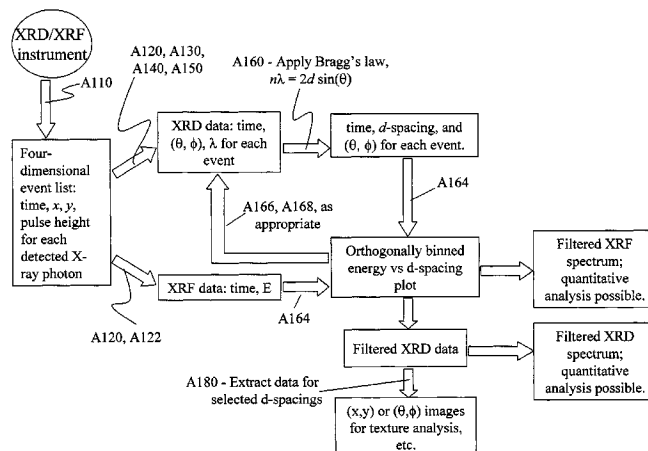 XRD/XRF
instrument
A110
A120, A130,
A140, A150
A160 - Apply Bragg's law,
nλ = 2d sin(θ)
Four-
dimensional
event list:
time, x, y,
pulse height
for each
detected X-
ray photon
XRD data: time,
(θ, ϕ), λ for each
event
time, d-spacing, and
(θ, ϕ) for each event.
A164
A166, A168, as
appropriate
Orthogonally binned
energy vs d-spacing
plot
Filtered XRF
spectrum;
quantitative
analysis possible.
XRF data: time, E
A164
A120, A122
Filtered XRD data
Filtered XRD
spectrum;
quantitative
analysis possible.
A180 - Extract data for
selected d-spacings
(x,y) or (θ,ϕ) images
for texture analysis,
etc.